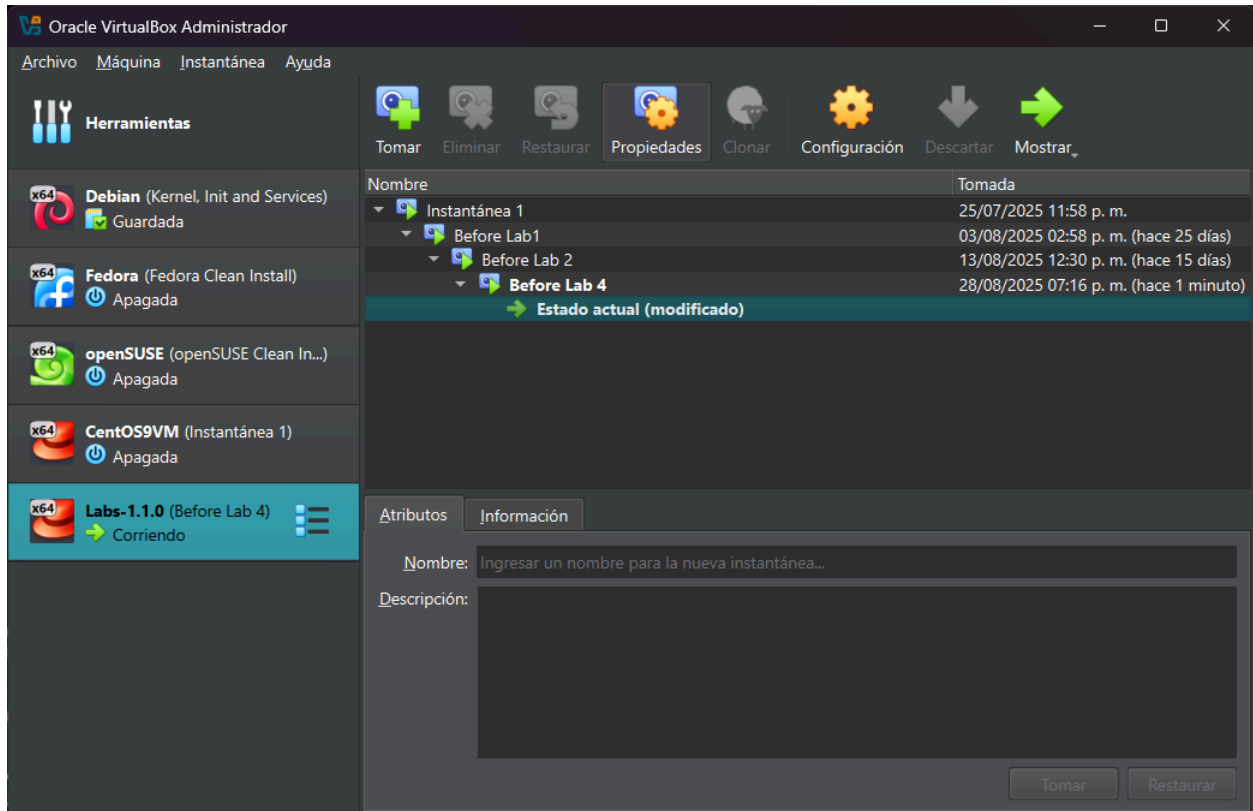 Oracle VirtualBox Administrador
Archivo Máquina Instantánea Ayuda
Herramientas
Tomar Eliminar Restaurar Propiedades Clonar Configuración Descartar Mostrar
x64 Debian (Kernel, Init and Services)
Guardada
x64 Fedora (Fedora Clean Install)
Apagada
x64 openSUSE (openSUSE Clean In...)
Apagada
x64 CentOS9VM (Instantánea 1)
Apagada
x64 Labs-1.1.0 (Before Lab 4)
Corriendo
Nombre Tomada
Instantánea 1 25/07/2025 11:58 p. m.
Before Lab1 03/08/2025 02:58 p. m. (hace 25 días)
Before Lab 2 13/08/2025 12:30 p. m. (hace 15 días)
Before Lab 4 28/08/2025 07:16 p. m. (hace 1 minuto)
Estado actual (modificado)
Atributos Información
Nombre: Ingresar un nombre para la nueva instantánea...
Descripción:
Tomar Restaurar